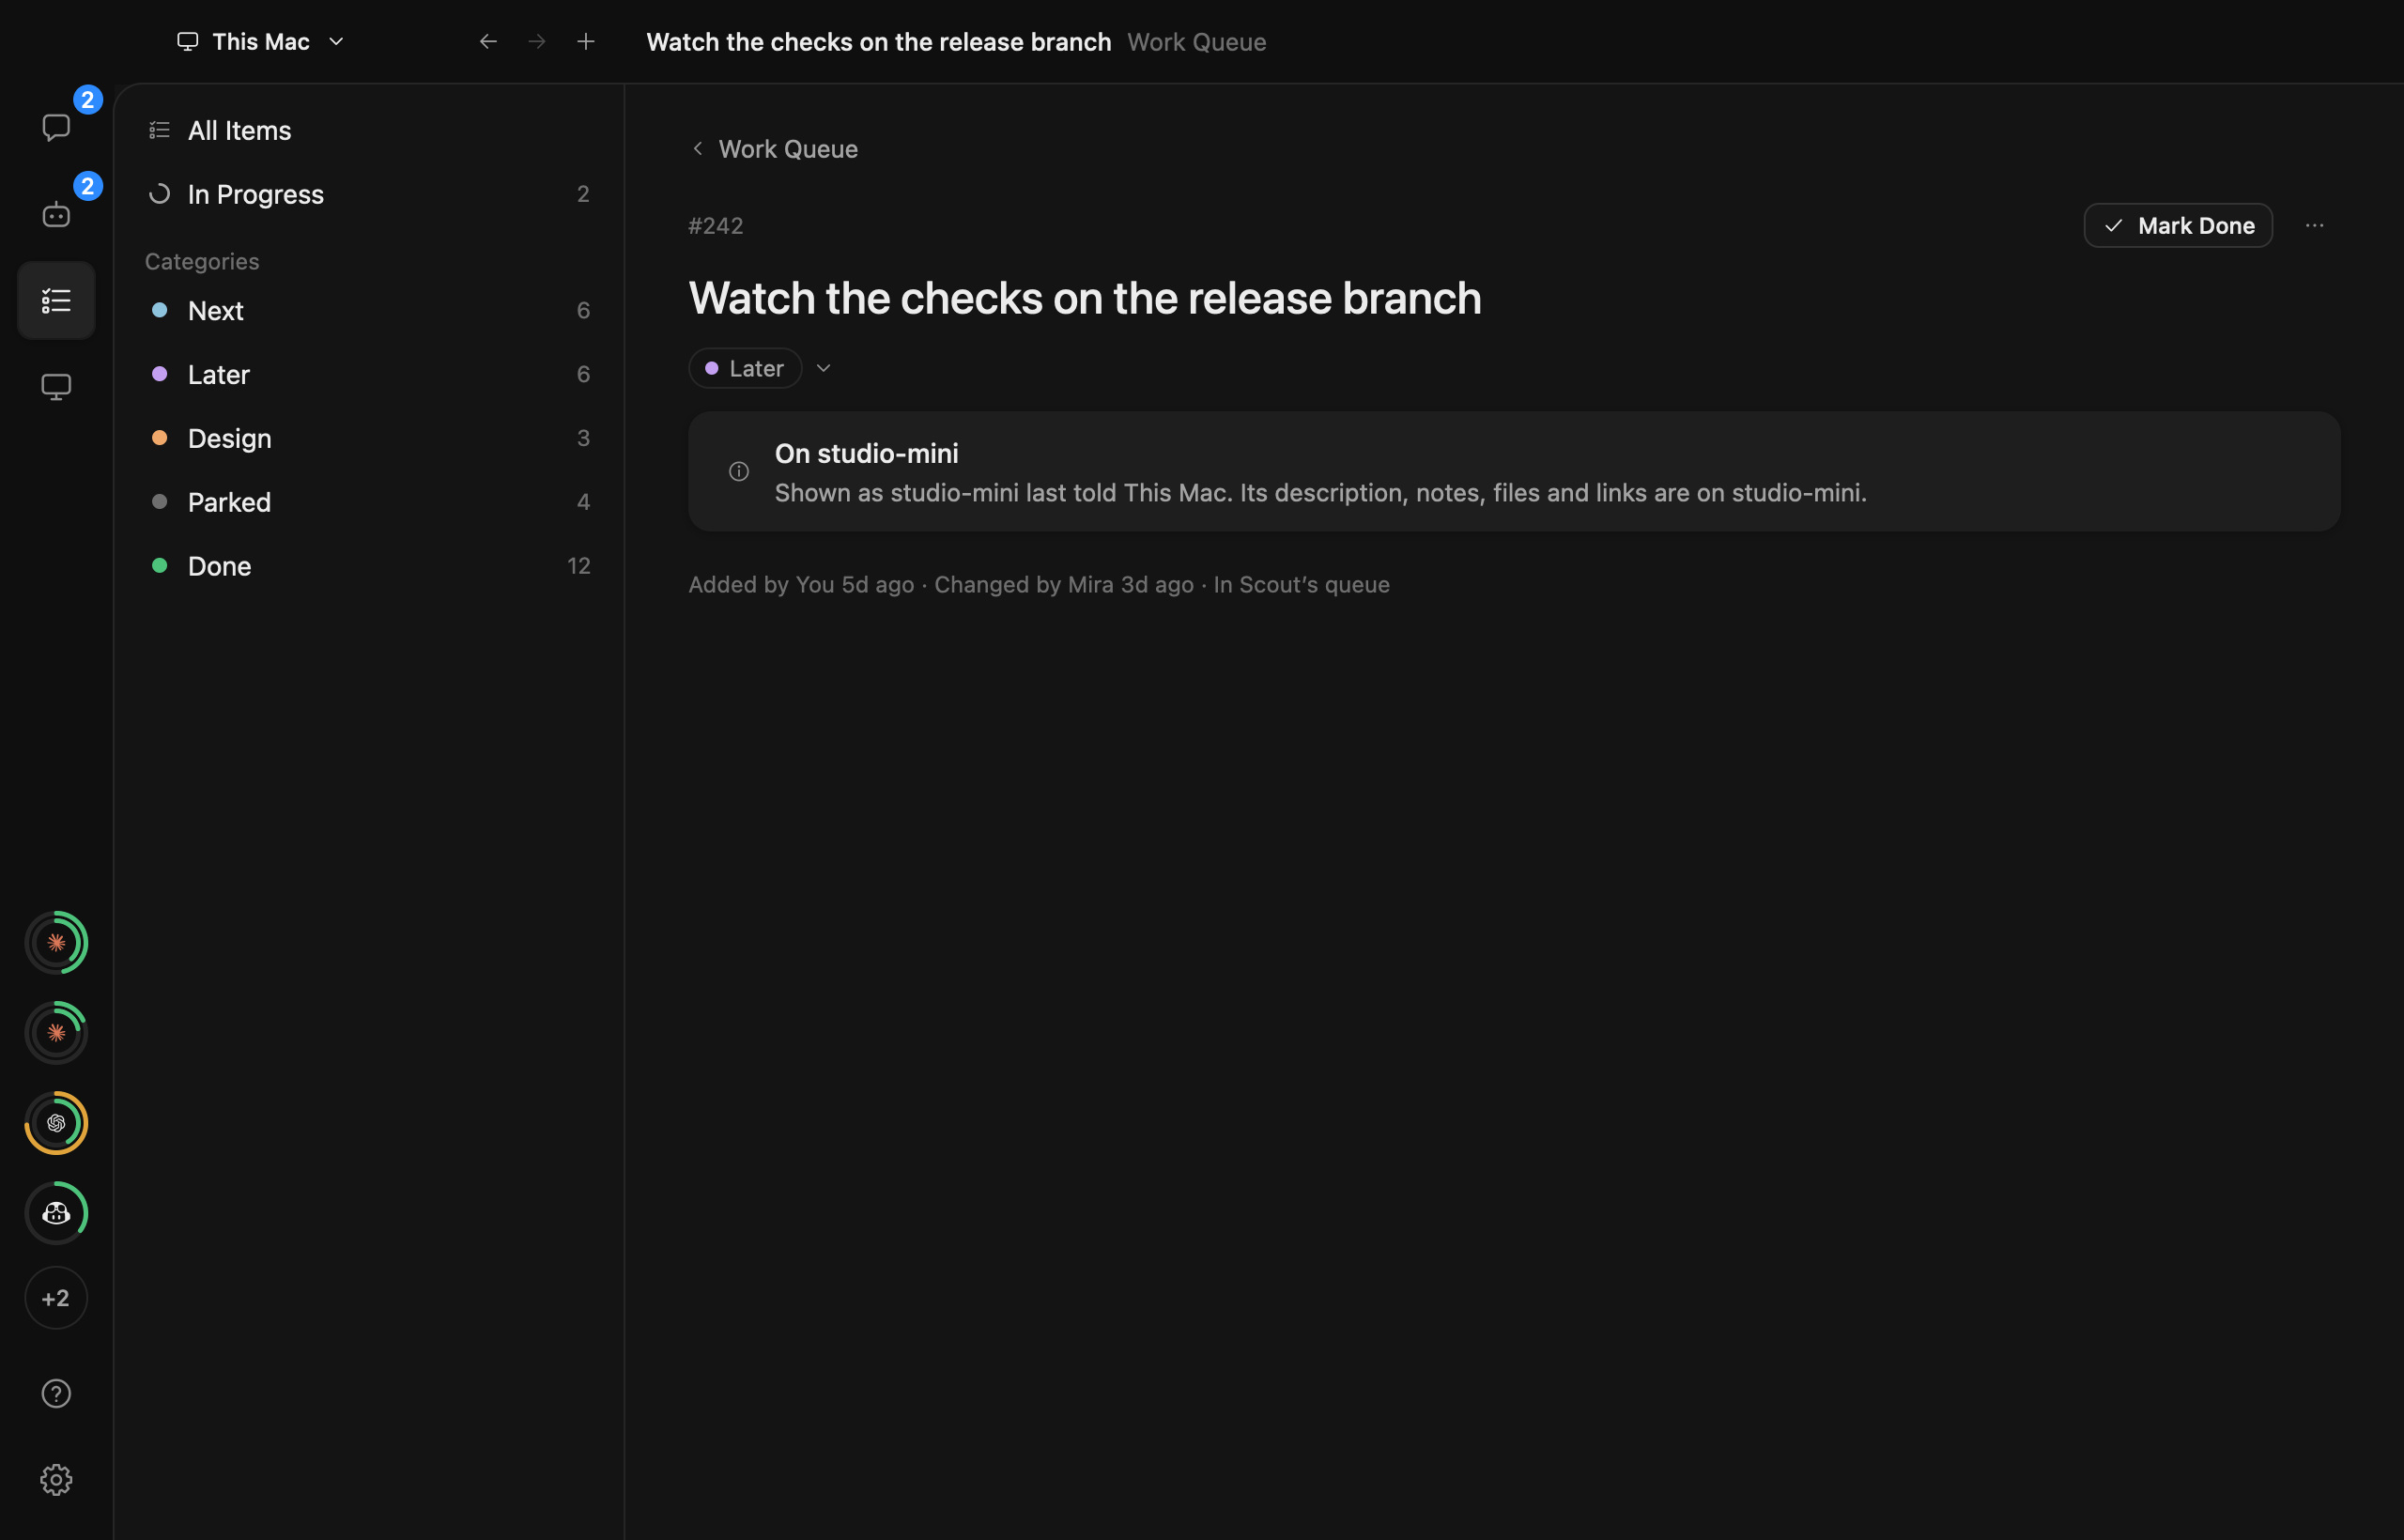 This Mac
Watch the checks on the release branch Work Queue
2
2
All Items
In Progress 2
Categories
Next 6
Later 6
Design 3
Parked 4
Done 12
+2
Work Queue
#242
Mark Done
Watch the checks on the release branch
Later
On studio-mini
Shown as studio-mini last told This Mac. Its description, notes, files and links are on studio-mini.
Added by You 5d ago · Changed by Mira 3d ago · In Scout’s queue